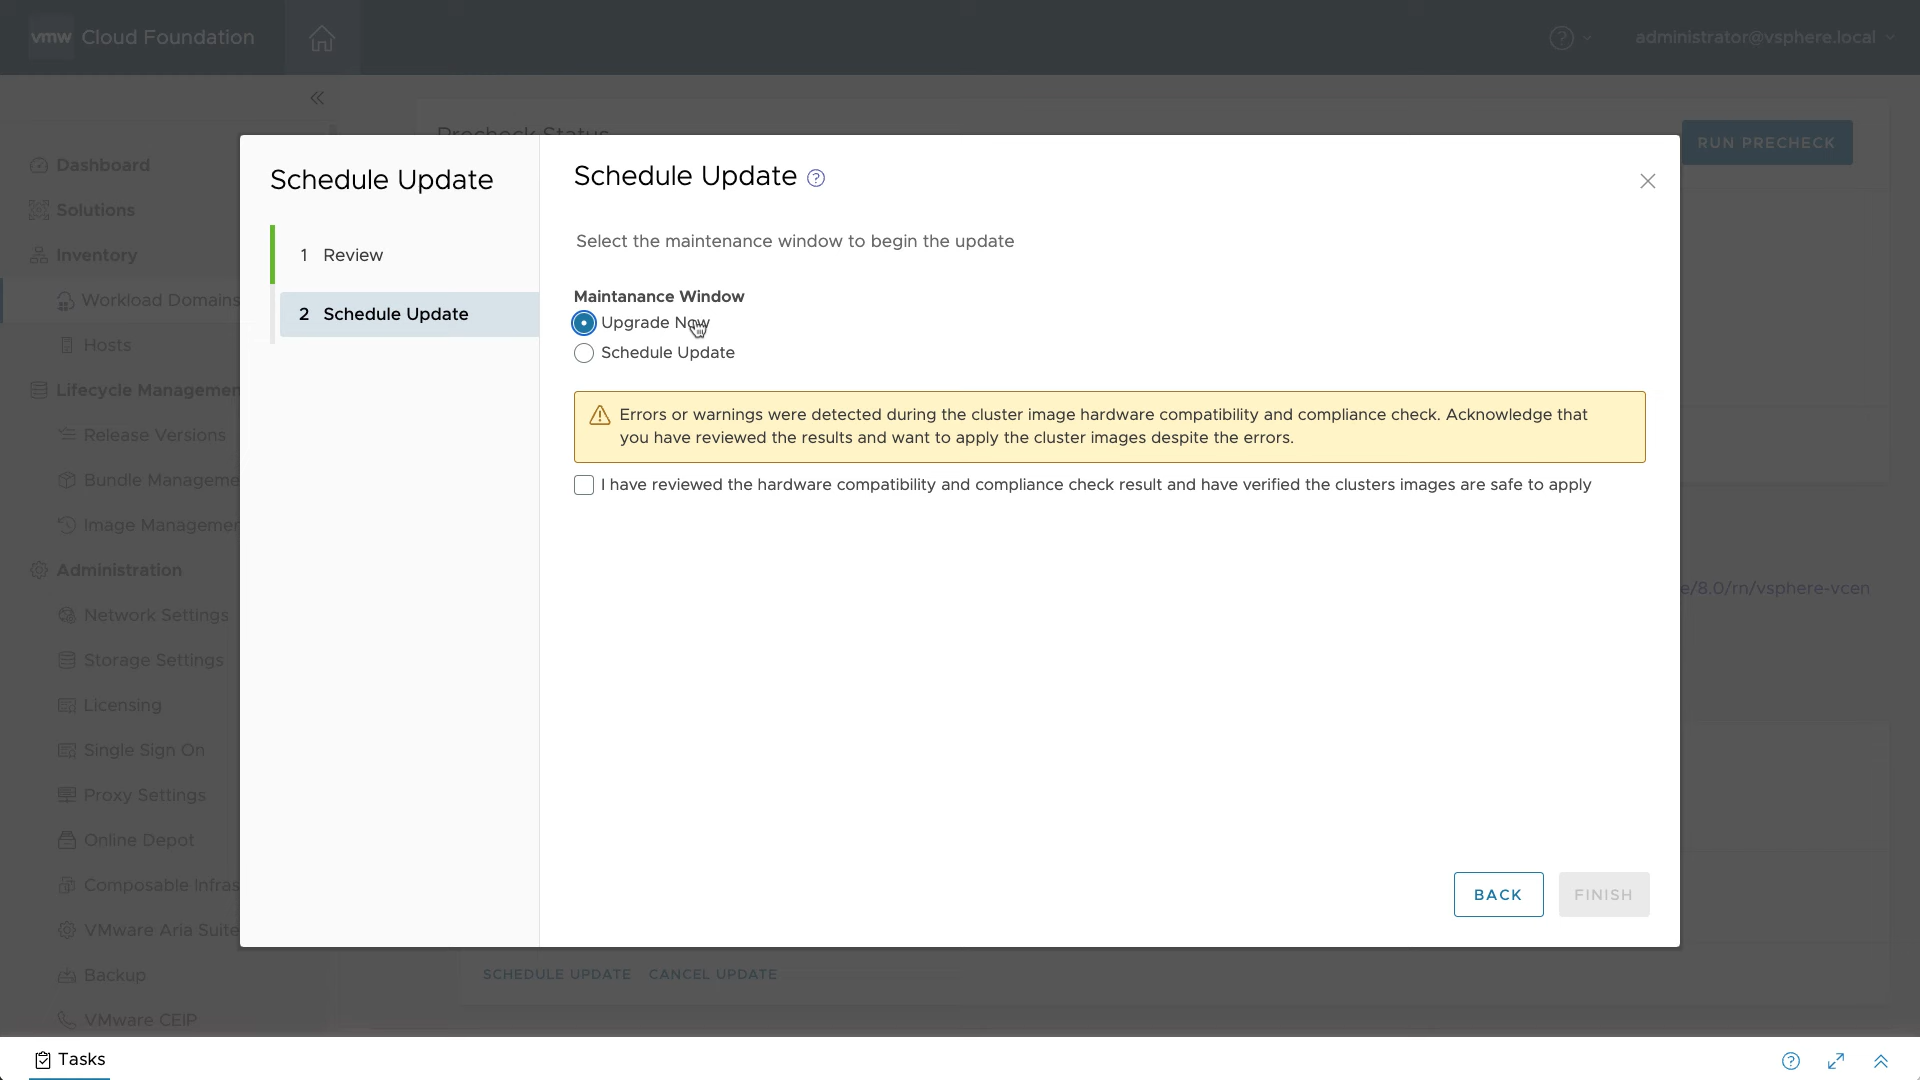 vmw Cloud Foundation
administrator@vsphere.local
Precheck Status
RUN PRECHECK
Dashboard
Solutions
Inventory
Workload Domains
Hosts
Lifecycle Managemen
Release Versions
Bundle Manageme
Image Managemen
Administration
Network Settings
Storage Settings
Licensing
Single Sign On
Proxy Settings
Online Depot
Composable Infras
VMware Aria Suite
Backup
VMware CEIP
Schedule Update
1 Review
2 Schedule Update
Schedule Update
Select the maintenance window to begin the update
Maintanance Window
Upgrade Now
Schedule Update
Errors or warnings were detected during the cluster image hardware compatibility and compliance check. Acknowledge that
you have reviewed the results and want to apply the cluster images despite the errors.
I have reviewed the hardware compatibility and compliance check result and have verified the clusters images are safe to apply
BACK
FINISH
e/8.0/rn/vsphere-vcen
SCHEDULE UPDATE CANCEL UPDATE
Tasks